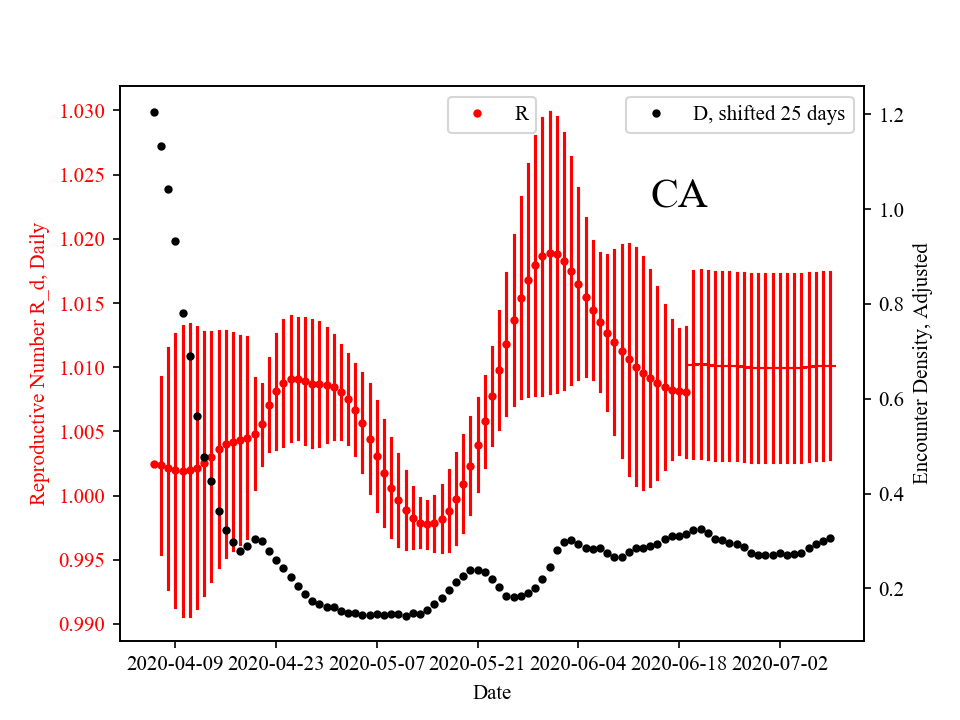 R
D, shifted 25 days
CA
Reproductive Number R_d, Daily
1.030
1.025
1.020
1.015
1.010
1.005
1.000
0.995
0.990
1.2
1.0
0.8
0.6
0.4
0.2
Encounter Density, Adjusted
2020-04-09 2020-04-23 2020-05-07 2020-05-21 2020-06-04 2020-06-18 2020-07-02
Date